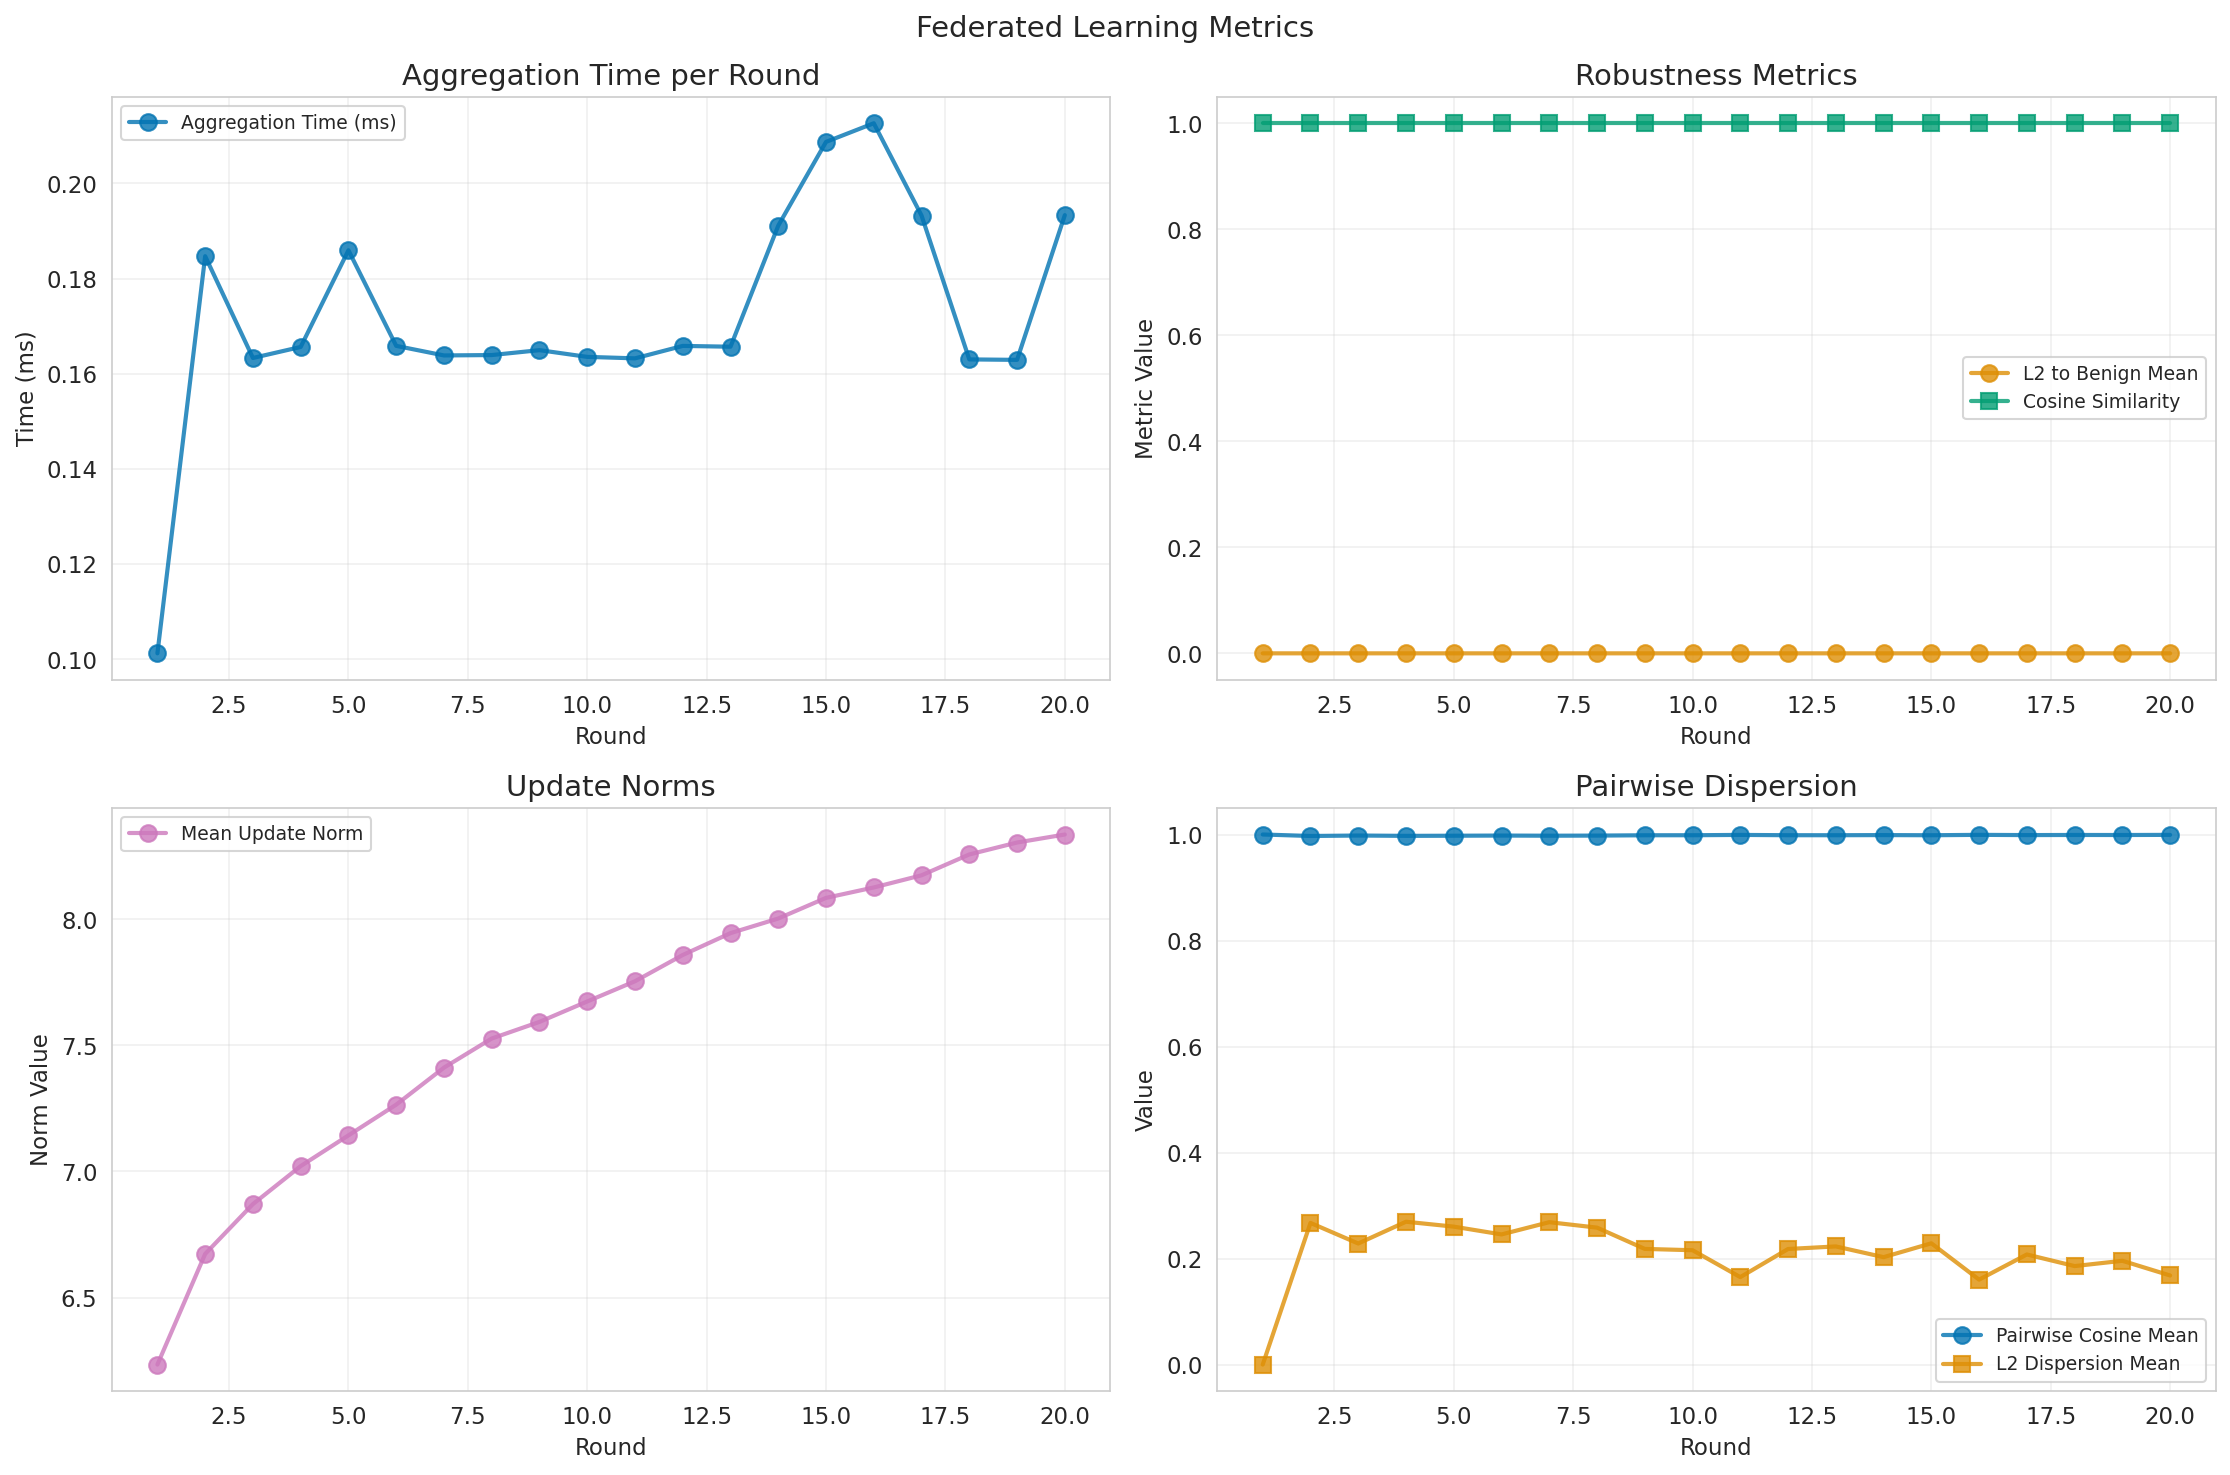 Federated Learning Metrics
Aggregation Time per Round
Aggregation Time (ms)
Time (ms)
0.20
0.18
0.16
0.14
0.12
0.10
2.5 5.0 7.5 10.0 12.5 15.0 17.5 20.0
Round
Robustness Metrics
Metric Value
1.0
0.8
0.6
0.4
0.2
0.0
L2 to Benign Mean
Cosine Similarity
2.5 5.0 7.5 10.0 12.5 15.0 17.5 20.0
Round
Update Norms
Mean Update Norm
Norm Value
8.0
7.5
7.0
6.5
2.5 5.0 7.5 10.0 12.5 15.0 17.5 20.0
Round
Pairwise Dispersion
Value
1.0
0.8
0.6
0.4
0.2
0.0
Pairwise Cosine Mean
L2 Dispersion Mean
2.5 5.0 7.5 10.0 12.5 15.0 17.5 20.0
Round